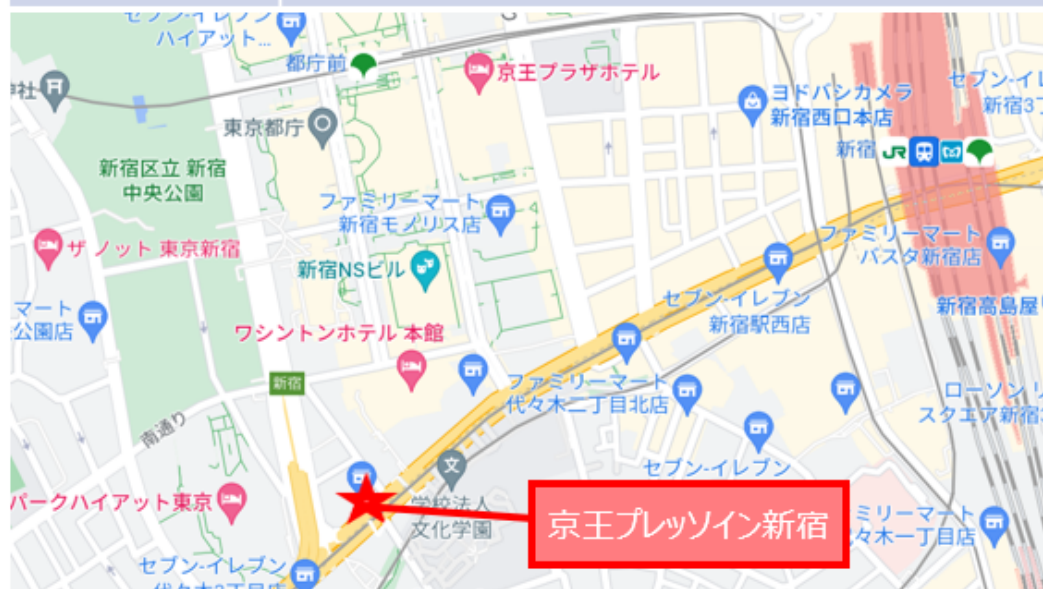 セブン-イレブン
ハイアット...
都庁前
京王プラザホテル
神社
東京都庁
ヨドバシカメラ
新宿西口本店
セブン-イレ
新宿3丁
新宿
JR
新宿区立 新宿
中央公園
ファミリーマート
新宿モノリス店
ザ ノット 東京新宿
新宿NSビル
ファミリーマート
バスタ新宿店
セブン-イレブン
新宿駅西店
新宿高島屋
マート
公園店
ワシントンホテル 本館
新宿
ファミリーマート
代々木二丁目北店
ローソン
スクエア新宿
南通り
セブン-イレブン
パークハイアット東京
学校法人
文化学園
文
京王プレッソイン新宿
ミリーマート
々木一丁目店
セブン-イレブン
代々木3丁目店